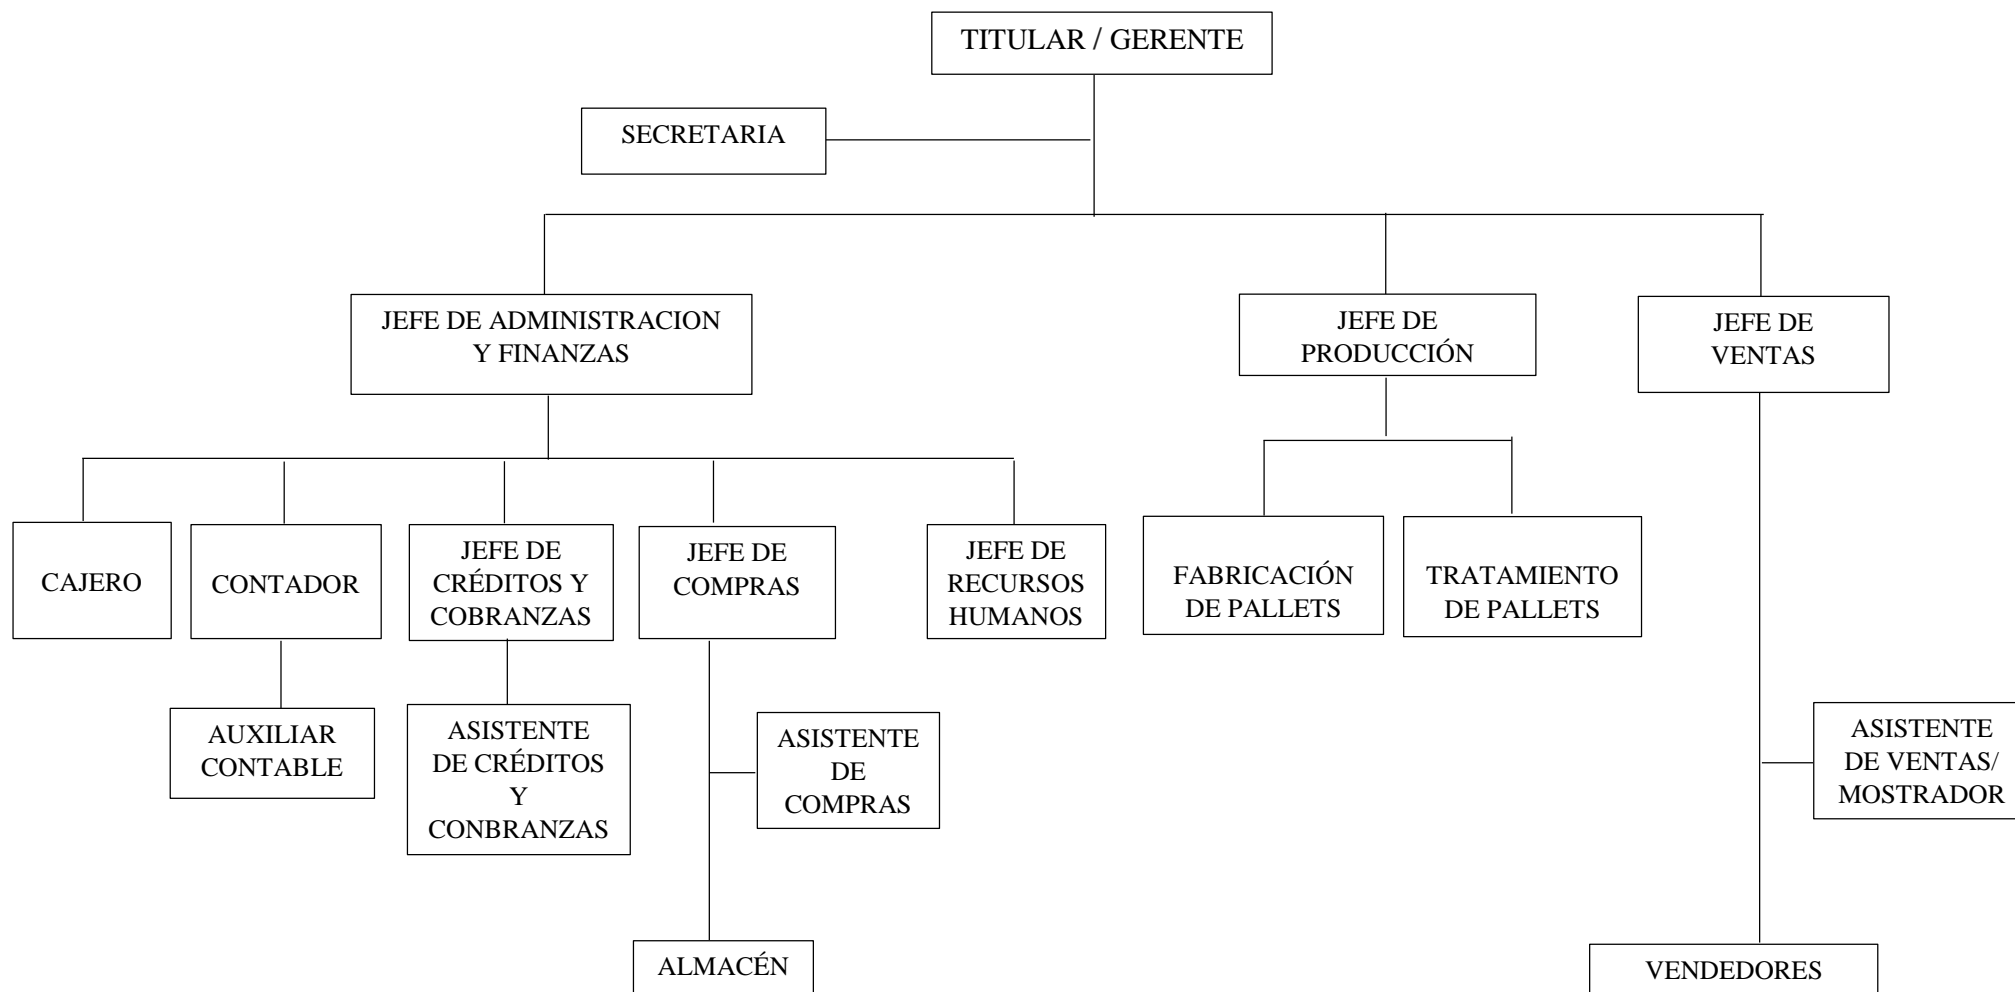 TITULAR / GERENTE
SECRETARIA
JEFE DE ADMINISTRACION
Y FINANZAS
JEFE DE
PRODUCCIÓN
JEFE DE
VENTAS
CAJERO
CONTADOR
JEFE DE
CRÉDITOS Y
COBRANZAS
JEFE DE
COMPRAS
JEFE DE
RECURSOS
HUMANOS
FABRICACIÓN
DE PALLETS
TRATAMIENTO
DE PALLETS
AUXILIAR
CONTABLE
ASISTENTE
DE CRÉDITOS
Y
CONBRANZAS
ASISTENTE
DE
COMPRAS
ASISTENTE
DE VENTAS/
MOSTRADOR
ALMACÉN
VENDEDORES